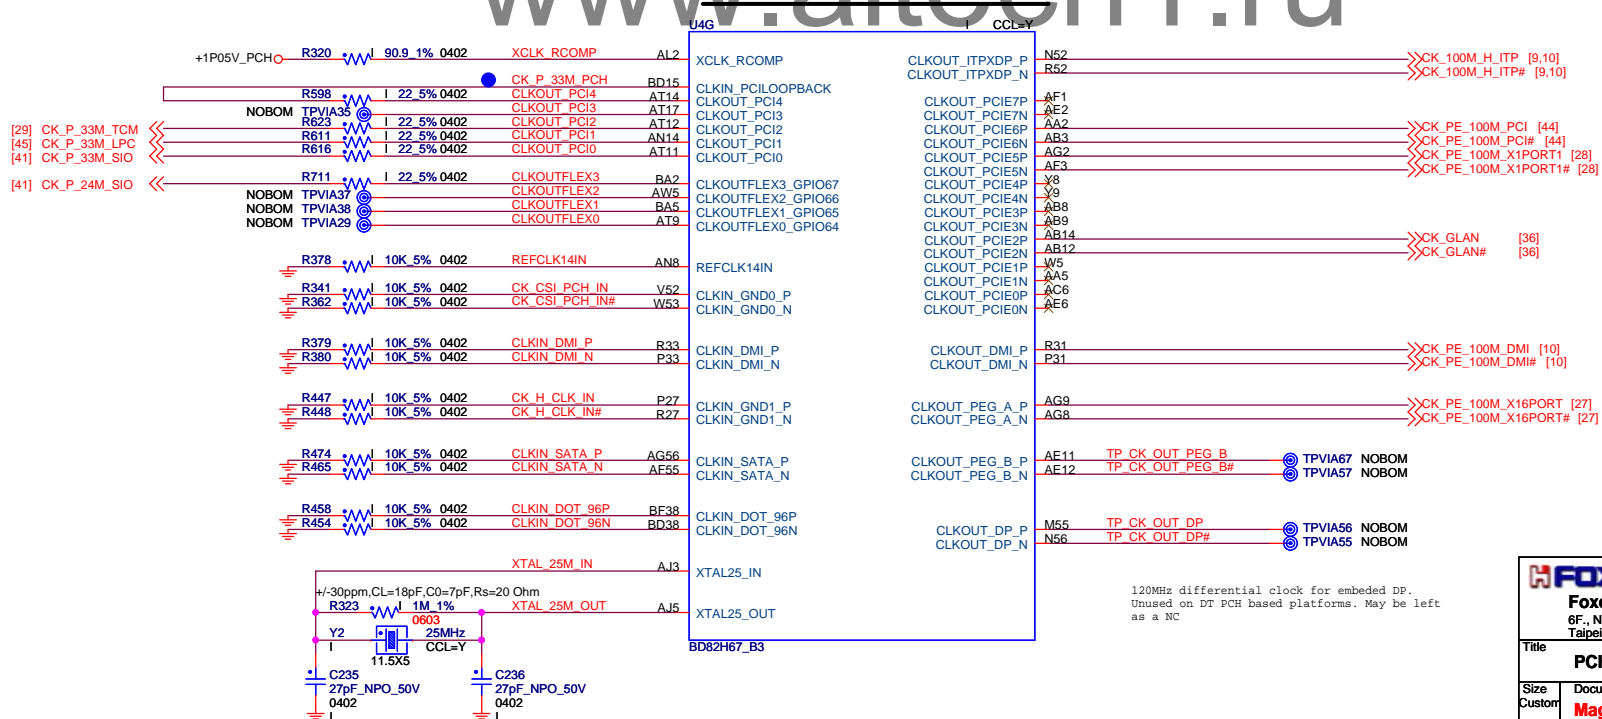 www.aitech1.ru
U4G
I CCL=Y
+1P05V_PCH R320 I 90.9_1% 0402 XCLK_RCOMP AL2 XCLK_RCOMP
CK_P_33M_PCH BD15 CLKIN_PCILOOPBACK
R598 I 22_5% 0402 CLKOUT_PCI4 AT14 CLKOUT_PCI4
NOBOM TPVIA35 CLKOUT_PCI3 AT17 CLKOUT_PCI3
[29] CK_P_33M_TCM R623 I 22_5% 0402 CLKOUT_PCI2 AT12 CLKOUT_PCI2
[45] CK_P_33M_LPC R611 I 22_5% 0402 CLKOUT_PCI1 AN14 CLKOUT_PCI1
[41] CK_P_33M_SIO R616 I 22_5% 0402 CLKOUT_PCI0 AT11 CLKOUT_PCI0
[41] CK_P_24M_SIO R711 I 22_5% 0402 CLKOUTFLEX3 BA2 CLKOUTFLEX3_GPIO67
NOBOM TPVIA37 CLKOUTFLEX2 AW5 CLKOUTFLEX2_GPIO66
NOBOM TPVIA38 CLKOUTFLEX1 BA5 CLKOUTFLEX1_GPIO65
NOBOM TPVIA29 CLKOUTFLEX0 AT9 CLKOUTFLEX0_GPIO64
R378 I 10K_5% 0402 REFCLK14IN AN8 REFCLK14IN
R341 I 10K_5% 0402 CK_CSI_PCH_IN V52 CLKIN_GND0_P
R362 I 10K_5% 0402 CK_CSI_PCH_IN# W53 CLKIN_GND0_N
R379 I 10K_5% 0402 CLKIN_DMI_P R33 CLKIN_DMI_P
R380 I 10K_5% 0402 CLKIN_DMI_N P33 CLKIN_DMI_N
R447 I 10K_5% 0402 CK_H_CLK_IN P27 CLKIN_GND1_P
R448 I 10K_5% 0402 CK_H_CLK_IN# R27 CLKIN_GND1_N
R474 I 10K_5% 0402 CLKIN_SATA_P AG56 CLKIN_SATA_P
R465 I 10K_5% 0402 CLKIN_SATA_N AF55 CLKIN_SATA_N
R458 I 10K_5% 0402 CLKIN_DOT_96P BF38 CLKIN_DOT_96P
R454 I 10K_5% 0402 CLKIN_DOT_96N BD38 CLKIN_DOT_96N
XTAL_25M_IN AJ3 XTAL25_IN
+/-30ppm,CL=18pF,C0=7pF,Rs=20 Ohm
R323 I 1M_1% XTAL_25M_OUT AJ5 XTAL25_OUT
0603
Y2 25MHz
I CCL=Y
11.5X5
C235
27pF_NPO_50V
0402
I
C236
27pF_NPO_50V
0402
I
BD82H67_B3
CLKOUT_ITPXDP_P N52 CK_100M_H_ITP [9,10]
CLKOUT_ITPXDP_N R52 CK_100M_H_ITP# [9,10]
CLKOUT_PCIE7P AF1
CLKOUT_PCIE7N AE2
CLKOUT_PCIE6P AA2 CK_PE_100M_PCI [44]
CLKOUT_PCIE6N AB3 CK_PE_100M_PCI# [44]
CLKOUT_PCIE5P AG2 CK_PE_100M_X1PORT1 [28]
CLKOUT_PCIE5N AF3 CK_PE_100M_X1PORT1# [28]
CLKOUT_PCIE4P Y8
CLKOUT_PCIE4N Y9
CLKOUT_PCIE3P AB8
CLKOUT_PCIE3N AB9
CLKOUT_PCIE2P AB14 CK_GLAN [36]
CLKOUT_PCIE2N AB12 CK_GLAN# [36]
CLKOUT_PCIE1P W5
CLKOUT_PCIE1N AA5
CLKOUT_PCIE0P AC6
CLKOUT_PCIE0N AE6
CLKOUT_DMI_P R31 CK_PE_100M_DMI [10]
CLKOUT_DMI_N P31 CK_PE_100M_DMI# [10]
CLKOUT_PEG_A_P AG9 CK_PE_100M_X16PORT [27]
CLKOUT_PEG_A_N AG8 CK_PE_100M_X16PORT# [27]
CLKOUT_PEG_B_P AE11 TP_CK_OUT_PEG_B TPVIA67 NOBOM
CLKOUT_PEG_B_N AE12 TP_CK_OUT_PEG_B# TPVIA57 NOBOM
CLKOUT_DP_P M55 TP_CK_OUT_DP TPVIA56 NOBOM
CLKOUT_DP_N N56 TP_CK_OUT_DP# TPVIA55 NOBOM
120MHz differential clock for embeded DP.
Unused on DT PCH based platforms. May be left
as a NC
Foxc
6F., N
Taipei
Title
Size
Custom
Docu
Mag